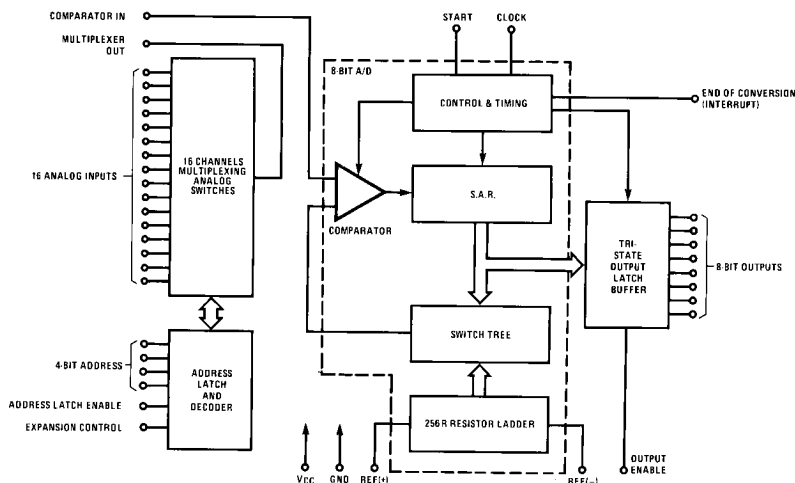 COMPARATOR IN
MULTIPLEXER
OUT
START
CLOCK
8-BIT A/D
CONTROL & TIMING
END OF CONVERSION
(INTERRUPT)
16 ANALOG INPUTS
16 CHANNELS
MULTIPLEXING
ANALOG
SWITCHES
S.A.R.
COMPARATOR
TRI-
STATE
OUTPUT
LATCH
BUFFER
8-BIT OUTPUTS
SWITCH TREE
4-BIT ADDRESS
ADDRESS
LATCH
AND
DECODER
ADDRESS LATCH ENABLE
EXPANSION CONTROL
256R RESISTOR LADDER
VCC
GND
REF(+)
REF(−)
OUTPUT
ENABLE